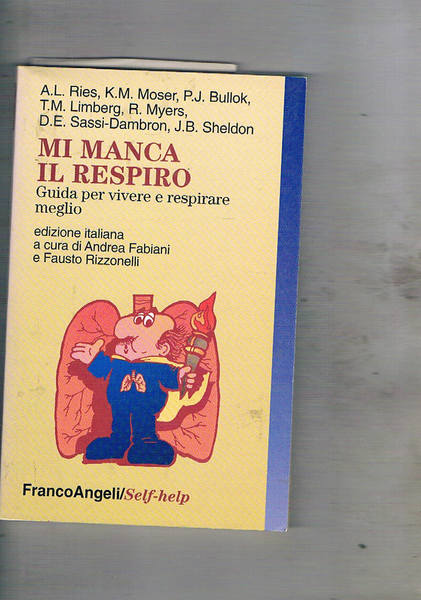 A.L. Ries, K.M. Moser, P.J. Bullok,
T.M. Limberg, R. Myers,
D.E. Sassi-Dambron, J.B. Sheldon
MI MANCA
IL RESPIRO
Guida per vivere e respirare
meglio
edizione italiana
a cura di Andrea Fabiani
e Fausto Rizzonelli
FrancoAngeli/Self-help